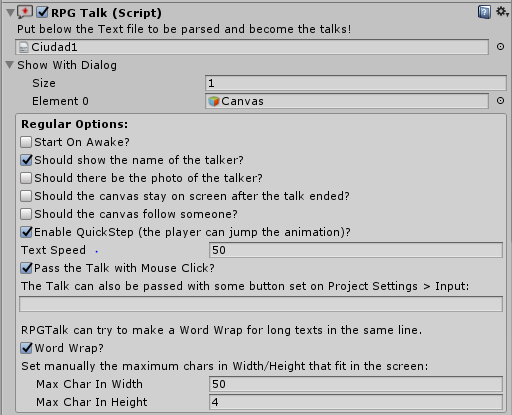 RPG Talk (Script)
Put below the Text file to be parsed and become the talks!
Ciudad1
Show With Dialog
Size 1
Element 0 Canvas
Regular Options:
Start On Awake?
Should show the name of the talker?
Should there be the photo of the talker?
Should the canvas stay on screen after the talk ended?
Should the canvas follow someone?
Enable QuickStep (the player can jump the animation)?
Text Speed 50
Pass the Talk with Mouse Click?
The Talk can also be passed with some button set on Project Settings > Input:
RPGTalk can try to make a Word Wrap for long texts in the same line.
Word Wrap?
Set manually the maximum chars in Width/Height that fit in the screen:
Max Char In Width 50
Max Char In Height 4